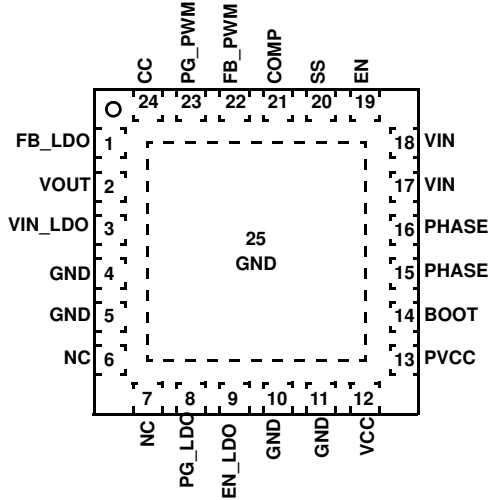 CC
PG_PWM
FB_PWM
COMP
SS
EN
24
23
22
21
20
19
FB_LDO 1
18 VIN
VOUT 2
17 VIN
VIN_LDO 3
16 PHASE
25
GND
GND 4
15 PHASE
GND 5
14 BOOT
NC 6
13 PVCC
7
8
9
10
11
12
NC
PG_LDO
EN_LDO
GND
GND
VCC